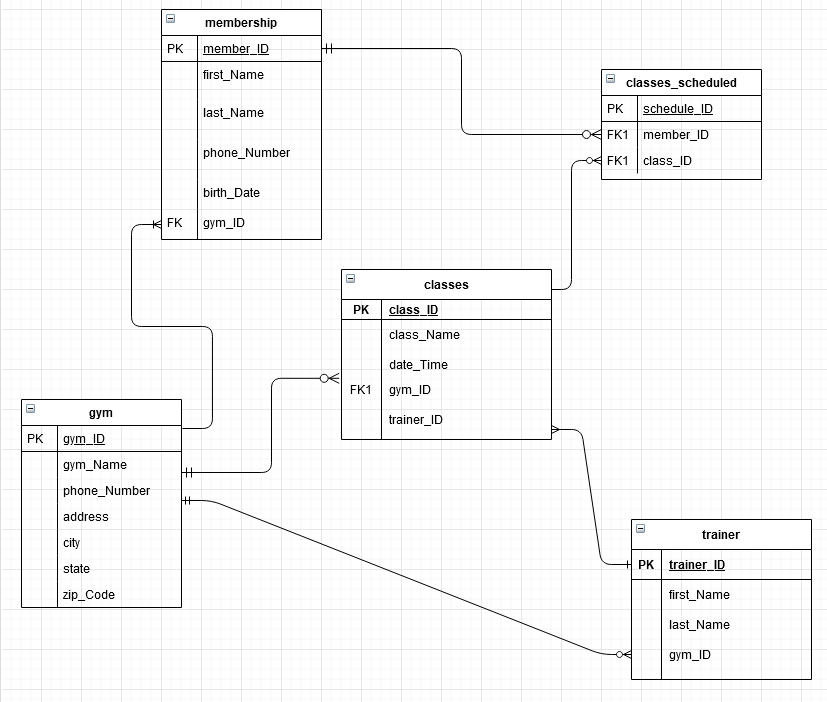 membership
PK member_ID
first_Name
last_Name
phone_Number
birth_Date
FK gym_ID
classes_scheduled
PK schedule_ID
FK1 member_ID
FK1 class_ID
classes
PK class_ID
class_Name
date_Time
FK1 gym_ID
trainer_ID
gym
PK gym_ID
gym_Name
phone_Number
address
city
state
zip_Code
trainer
PK trainer_ID
first_Name
last_Name
gym_ID